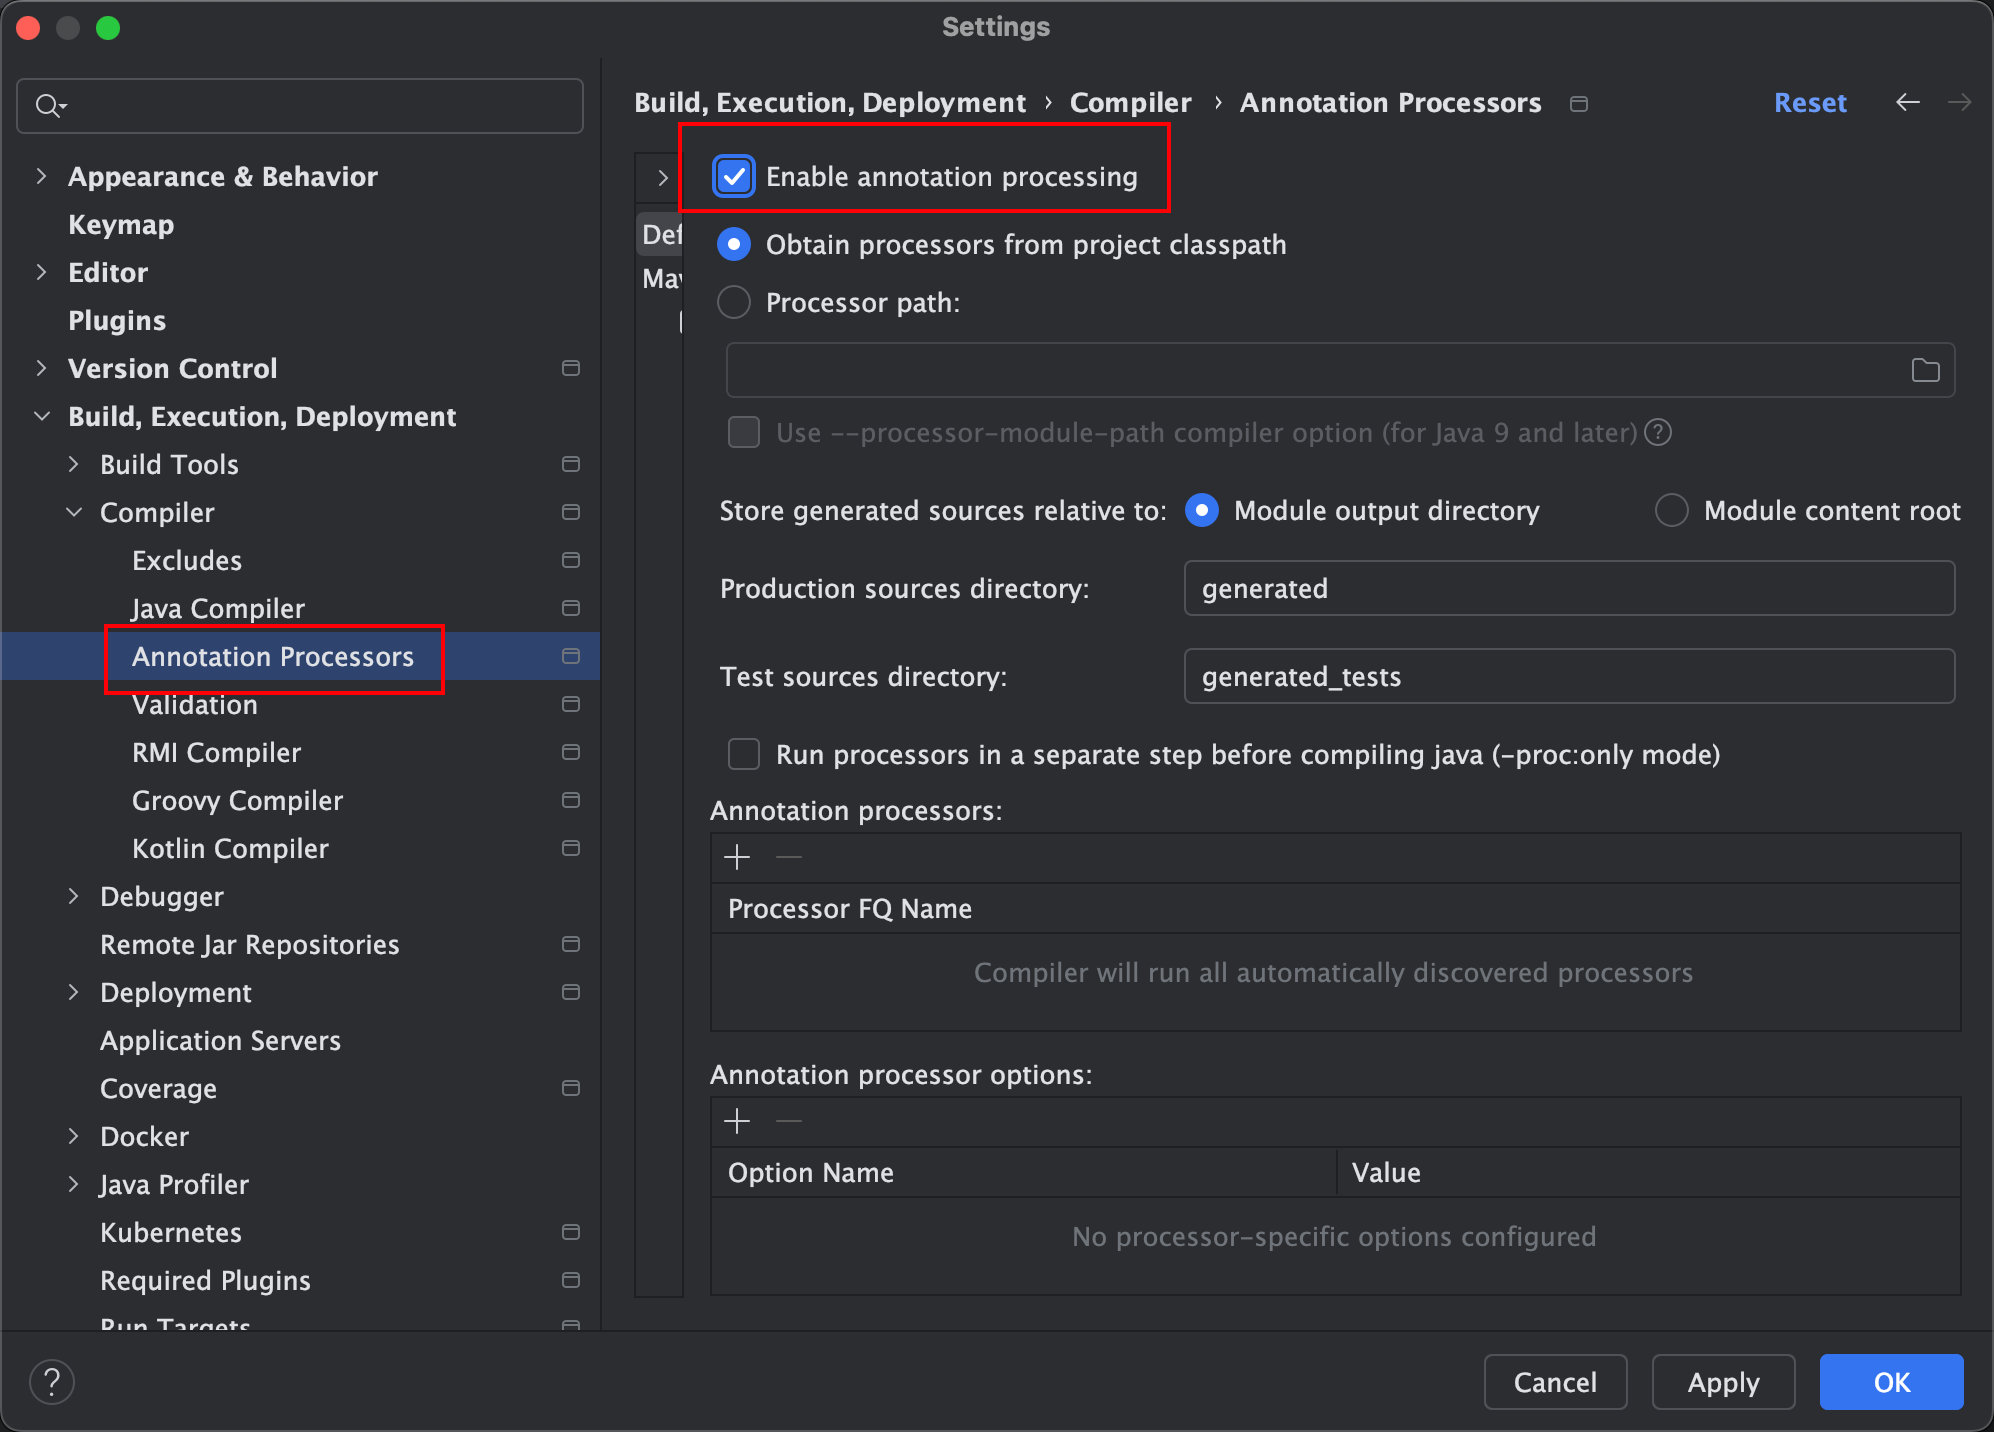 Settings
Appearance & Behavior
Keymap
Editor
Plugins
Version Control
Build, Execution, Deployment
Build Tools
Compiler
Excludes
Java Compiler
Annotation Processors
Validation
RMI Compiler
Groovy Compiler
Kotlin Compiler
Debugger
Remote Jar Repositories
Deployment
Application Servers
Coverage
Docker
Java Profiler
Kubernetes
Required Plugins
Run Targets
Build, Execution, Deployment › Compiler › Annotation Processors
Reset
Def
Mav
Enable annotation processing
Obtain processors from project classpath
Processor path:
Use --processor-module-path compiler option (for Java 9 and later) ?
Store generated sources relative to: Module output directory Module content root
Production sources directory: generated
Test sources directory: generated_tests
Run processors in a separate step before compiling java (-proc:only mode)
Annotation processors:
Processor FQ Name
Compiler will run all automatically discovered processors
Annotation processor options:
Option Name Value
No processor-specific options configured
? Cancel Apply OK